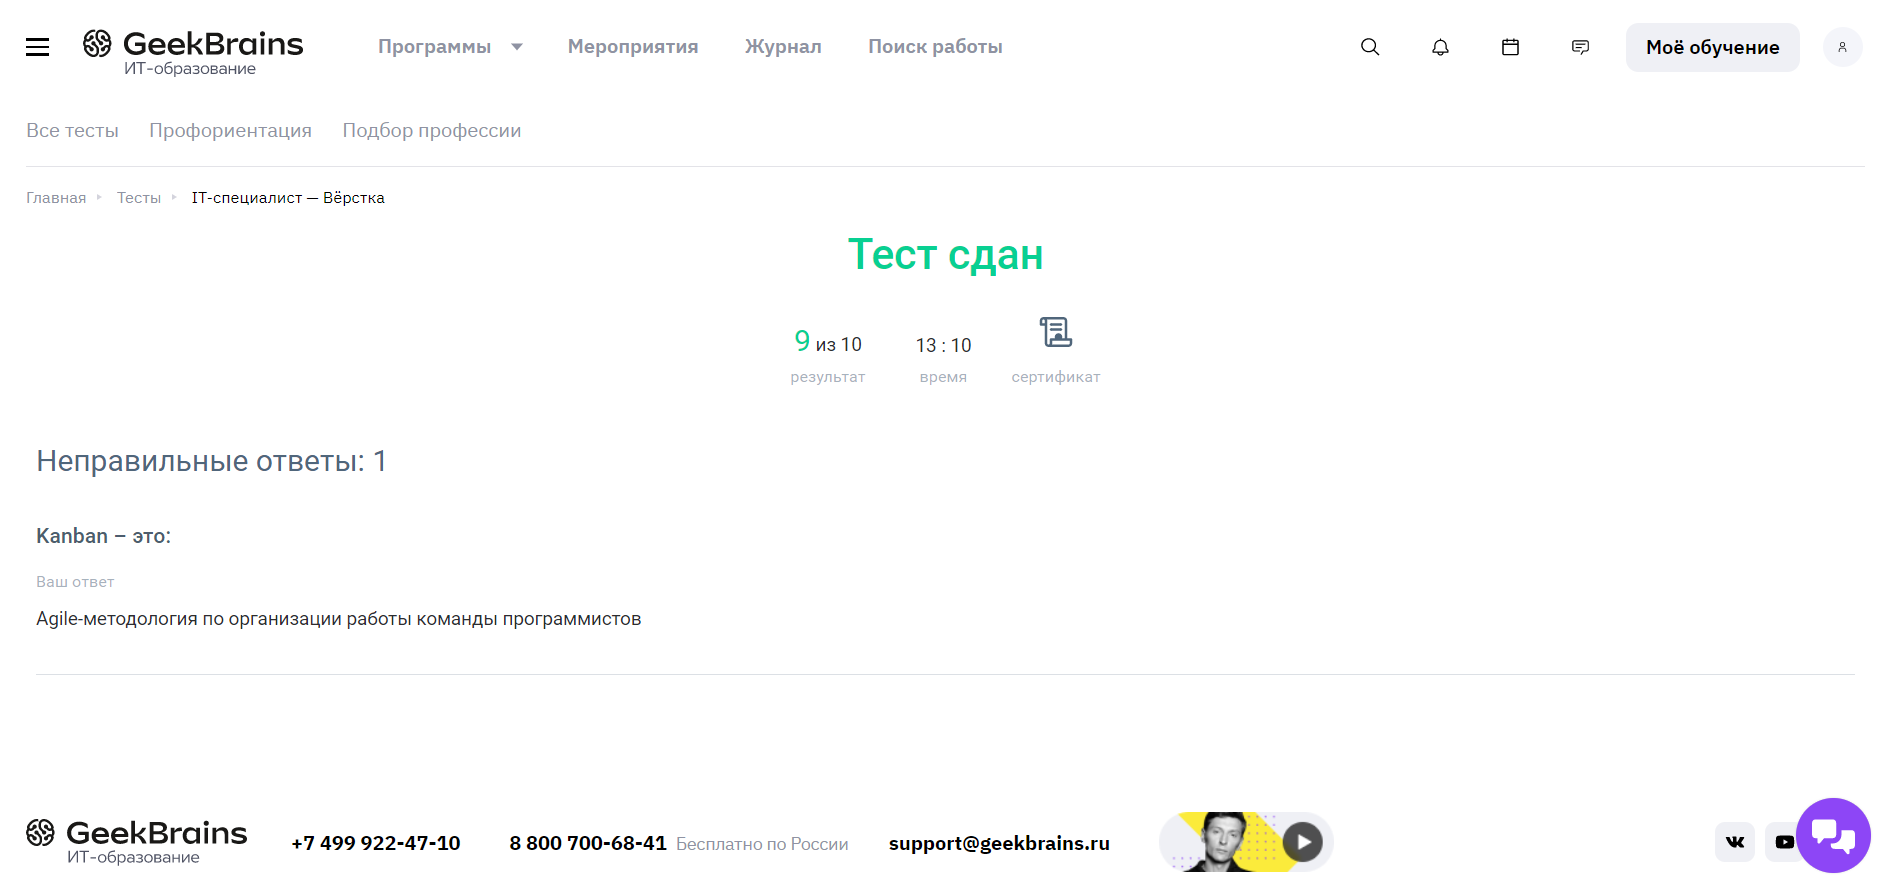 GeekBrains
ИТ-образование
Программы
Мероприятия
Журнал
Поиск работы
Моё обучение
Все тесты
Профориентация
Подбор профессии
Главная
Тесты
IT-специалист — Вёрстка
Тест сдан
9 из 10
13 : 10
результат
время
сертификат
Неправильные ответы: 1
Kanban – это:
Ваш ответ
Agile-методология по организации работы команды программистов
GeekBrains
ИТ-образование
+7 499 922-47-10
8 800 700-68-41 Бесплатно по России
support@geekbrains.ru